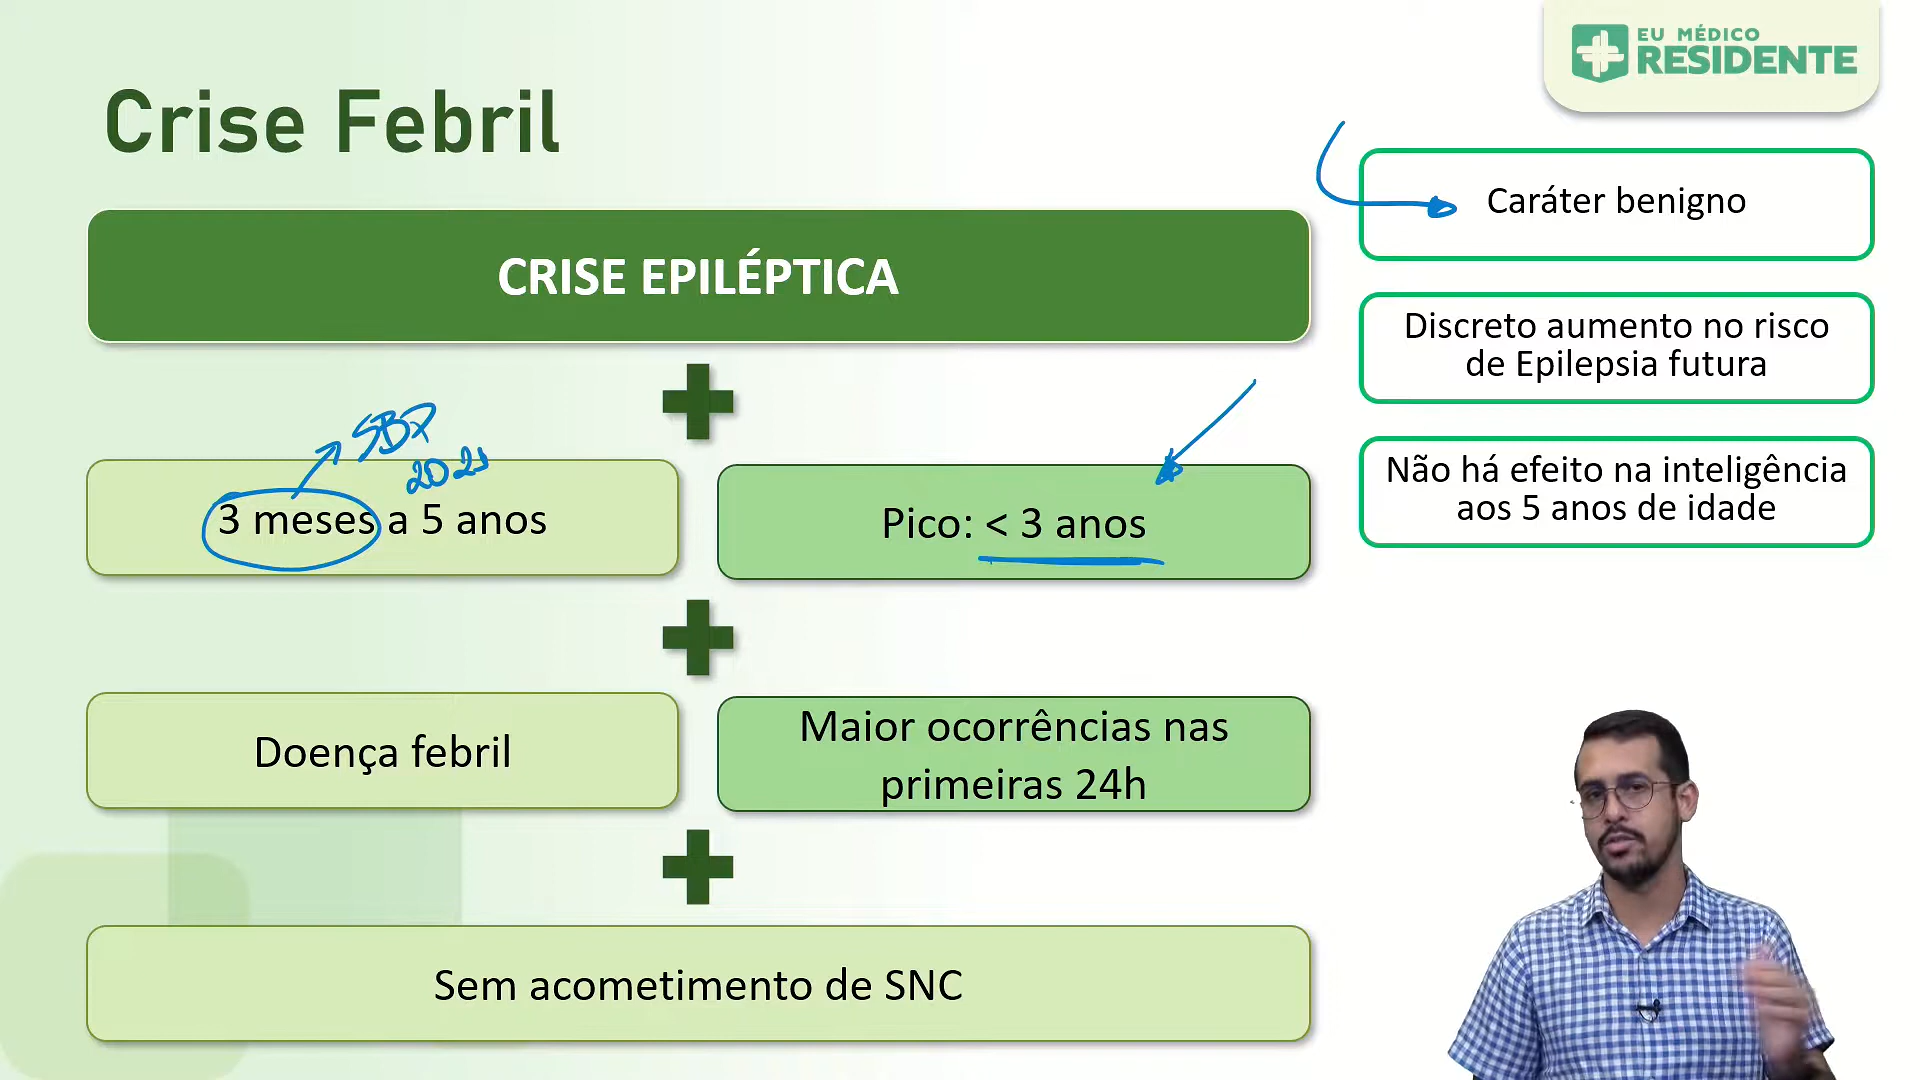 EU MÉDICO
RESIDENTE
Crise Febril
CRISE EPILÉPTICA
SBP
2021
3 meses a 5 anos
Pico: < 3 anos
Doença febril
Maior ocorrências nas
primeiras 24h
Sem acometimento de SNC
Caráter benigno
Discreto aumento no risco
de Epilepsia futura
Não há efeito na inteligência
aos 5 anos de idade